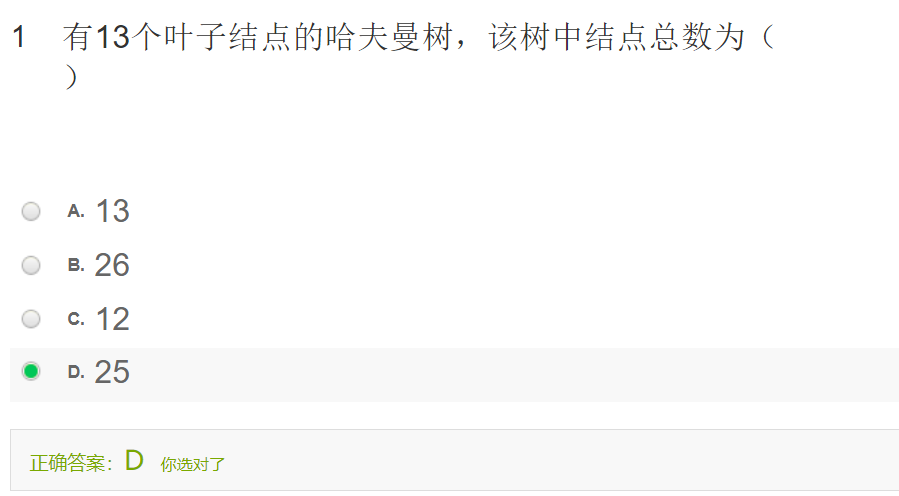 1 有13个叶子结点的哈夫曼树，该树中结点总数为（
）
A. 13
B. 26
C. 12
D. 25
正确答案：D 你选对了